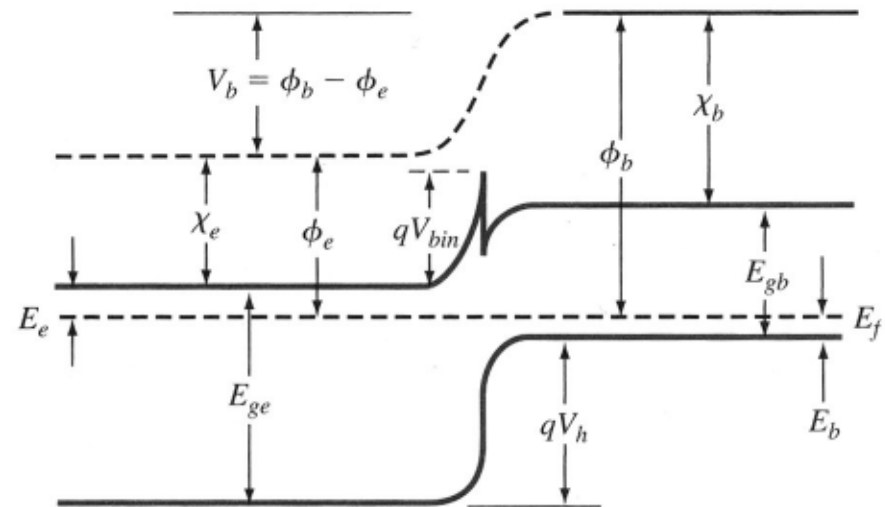 V_b = ϕ_b − ϕ_e
χ_b
ϕ_b
χ_e
ϕ_e
qV_bin
E_gb
E_e
E_f
E_ge
qV_h
E_b